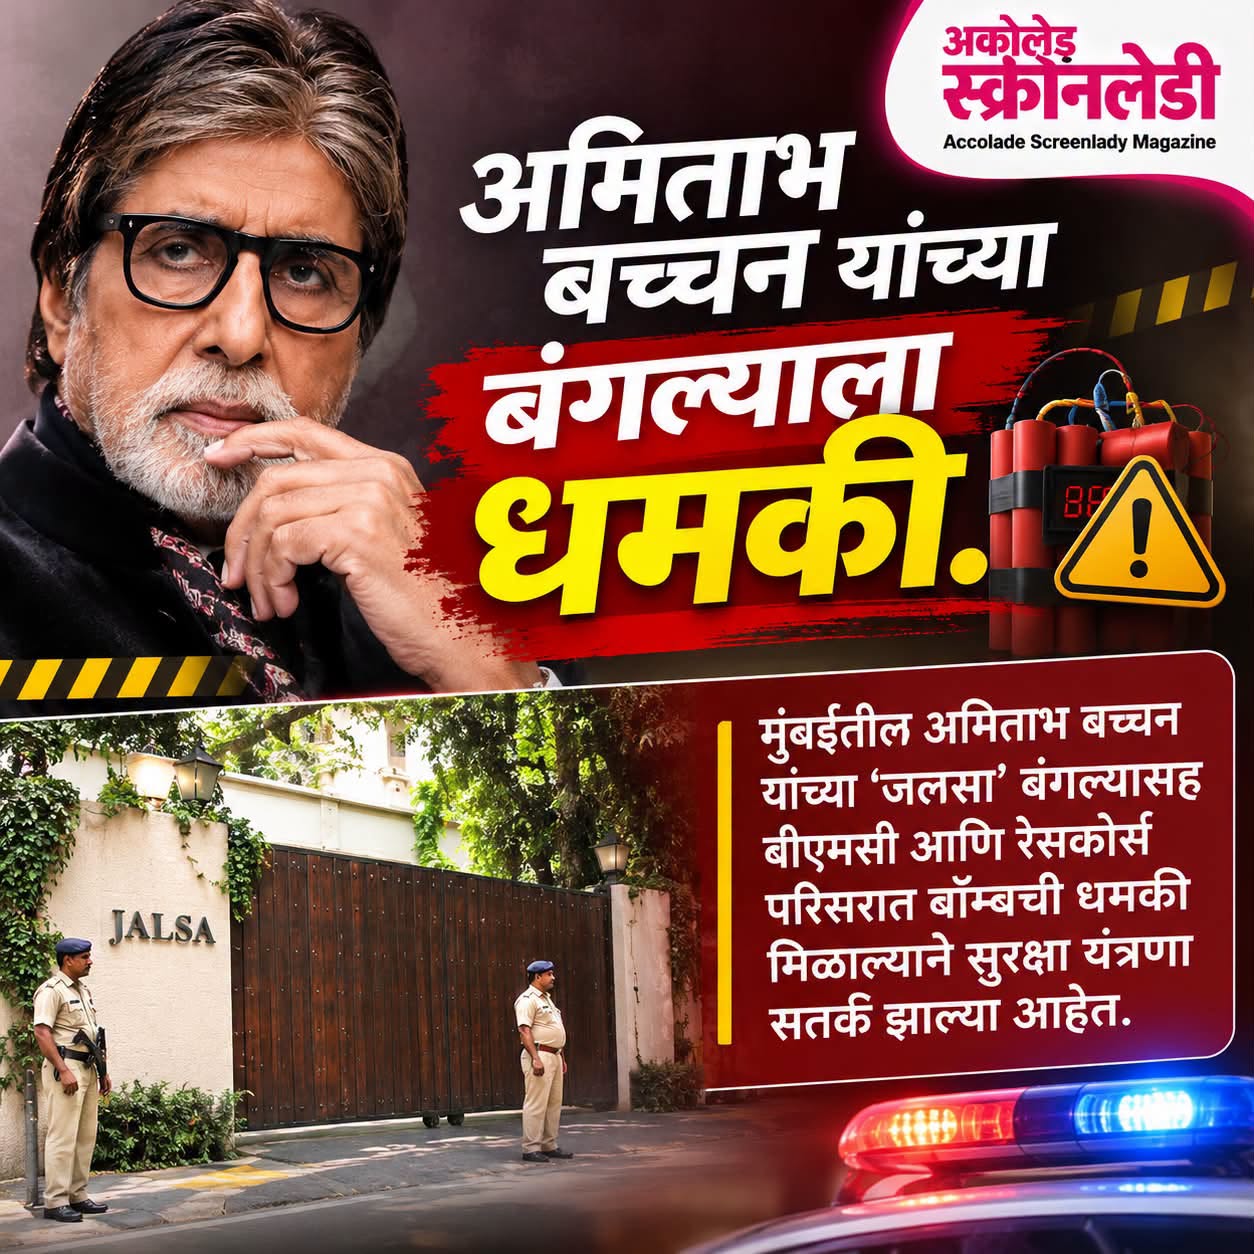 अकोलेड
स्क्रीनलेडी
Accolade Screenlady Magazine
अमिताभ
बच्चन यांच्या
बंगल्याला
धमकी.
JALSA
मुंबईतील अमिताभ बच्चन
यांच्या ‘जलसा’ बंगल्यासह
बीएमसी आणि रेसकोर्स
परिसरात बॉम्बची धमकी
मिळाल्याने सुरक्षा यंत्रणा
सतर्क झाल्या आहेत.